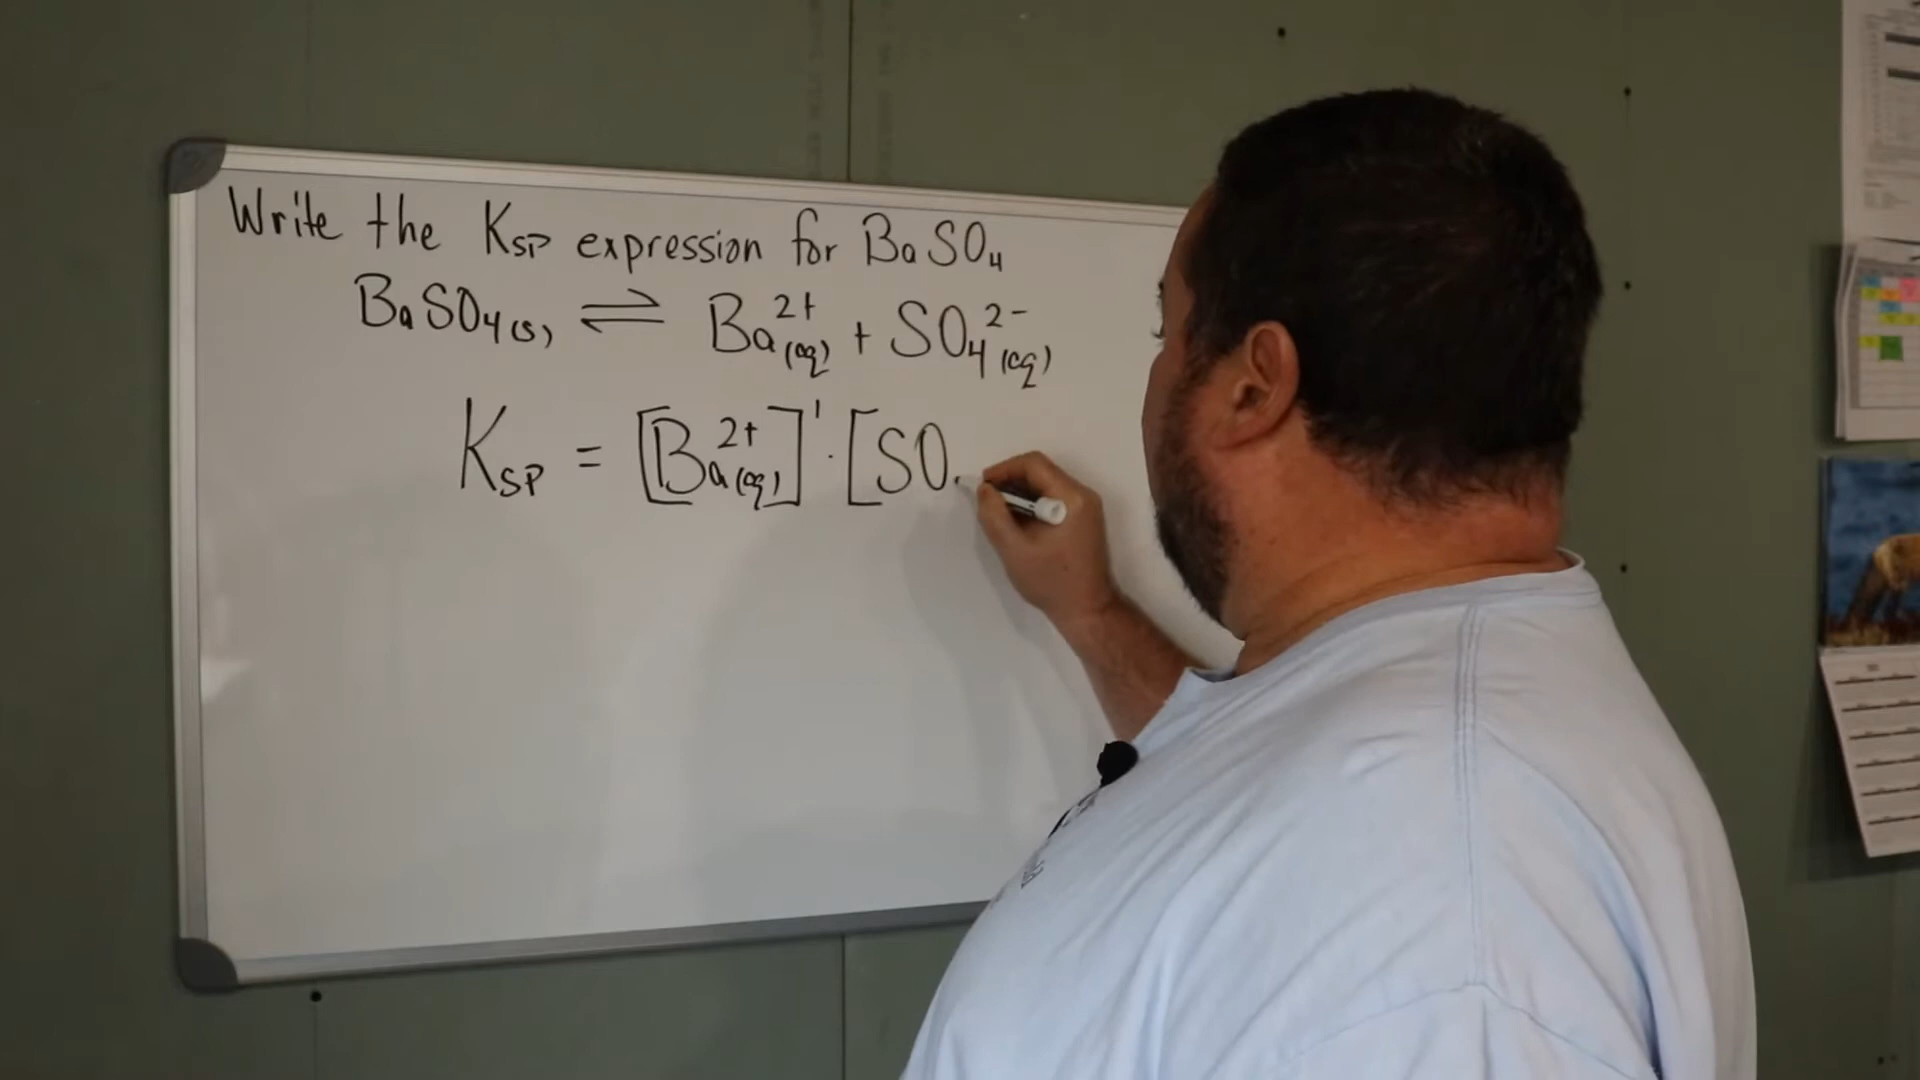 Write the Ksp expression for BaSO₄
BaSO₄(s) ⇌ Ba²⁺(aq) + SO₄²⁻(aq)
Ksp = [Ba²⁺(aq)]¹ · [SO